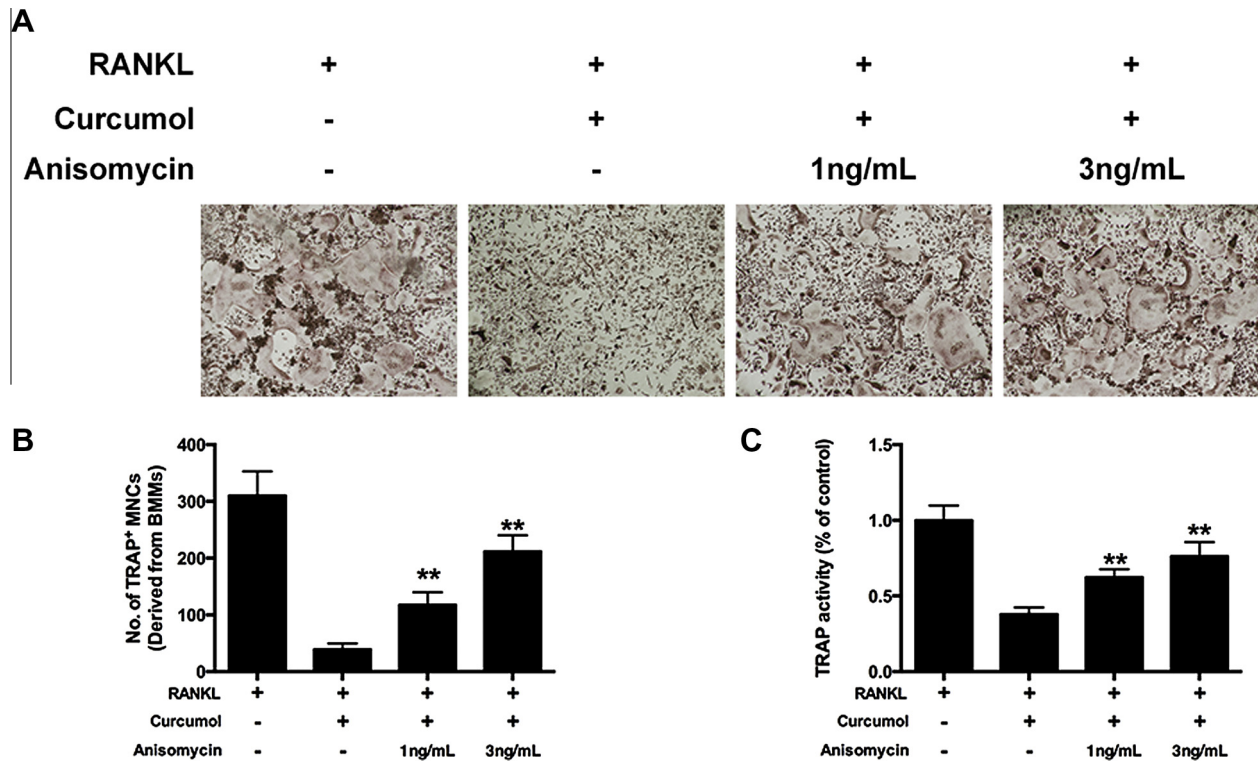 A
RANKL + + + +
Curcumol - + + +
Anisomycin - - 1ng/mL 3ng/mL
B
No. of TRAP⁺ MNCs
(Derived from BMMs)
400
300
200
100
0
** **
RANKL + + + +
Curcumol - + + +
Anisomycin - - 1ng/mL 3ng/mL
C
TRAP activity (% of control)
1.5
1.0
0.5
0.0
** **
RANKL + + + +
Curcumol - + + +
Anisomycin - - 1ng/mL 3ng/mL